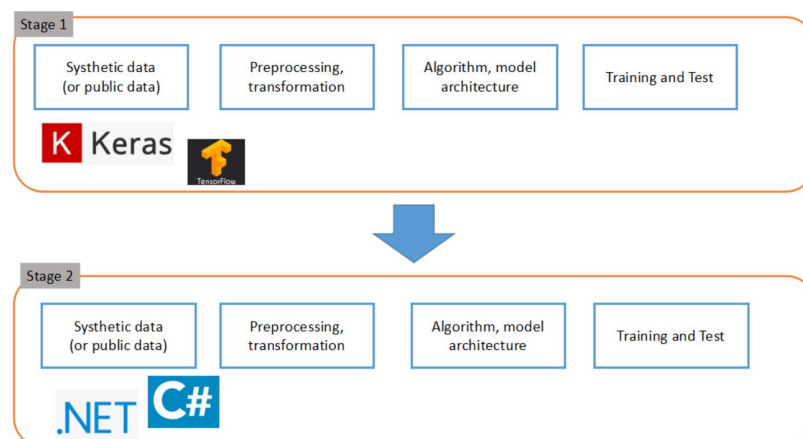 Stage 1
Systhetic data
(or public data)
Preprocessing,
transformation
Algorithm, model
architecture
Training and Test
K Keras
TensorFlow
Stage 2
Systhetic data
(or public data)
Preprocessing,
transformation
Algorithm, model
architecture
Training and Test
.NET
C#